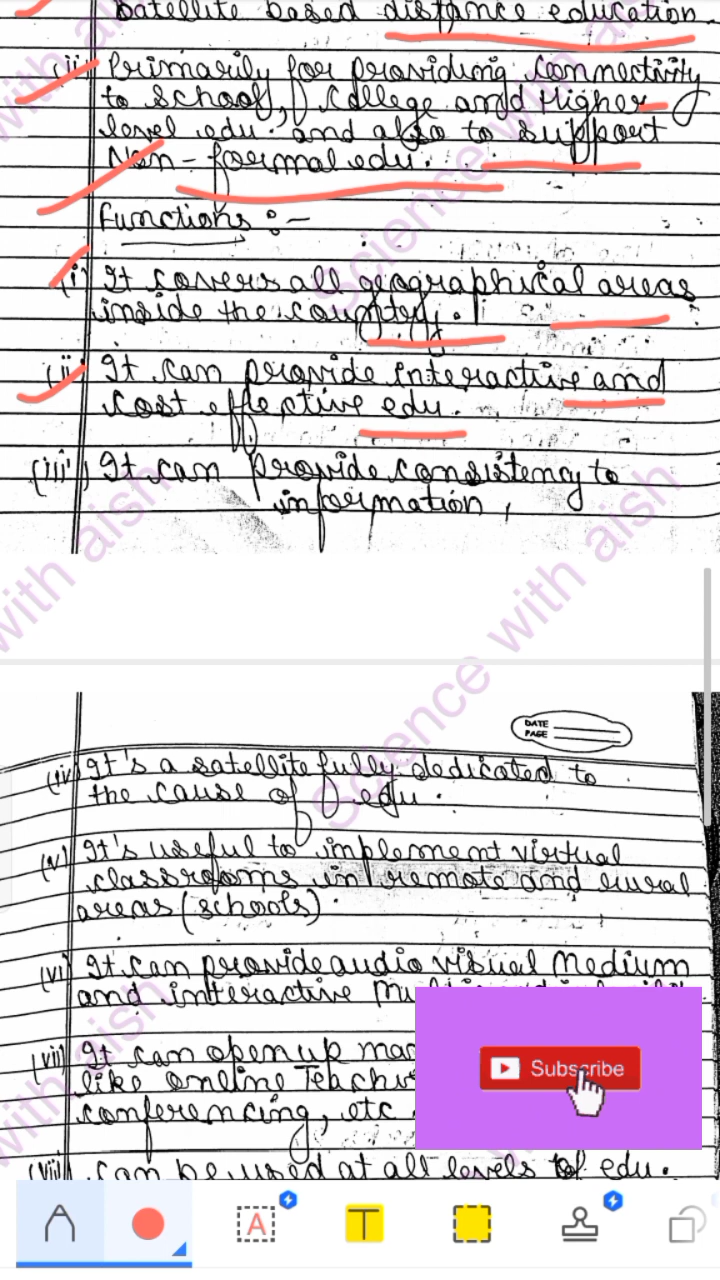 Satellite based distance education.
(ii) Primarily for providing connectivity
to school, college and Higher
level edu. and also to support
Non-formal edu.
Functions :-
(i) It covers all geographical areas
inside the country.
(ii) It can provide interactive and
cost effective edu.
(iii) It can provide consistency to
information,
DATE
PAGE
(iv) It's a satellite fully dedicated to
the cause of edu.
(v) It's useful to implement virtual
classrooms in remote and rural
areas (schools).
(vi) It can provide audio visual Medium
and interactive
(vii) It can open up
like online
conferencing, etc.
(viii) can be used at all levels of edu.
Subscribe
Science with aish
with aish
A
T